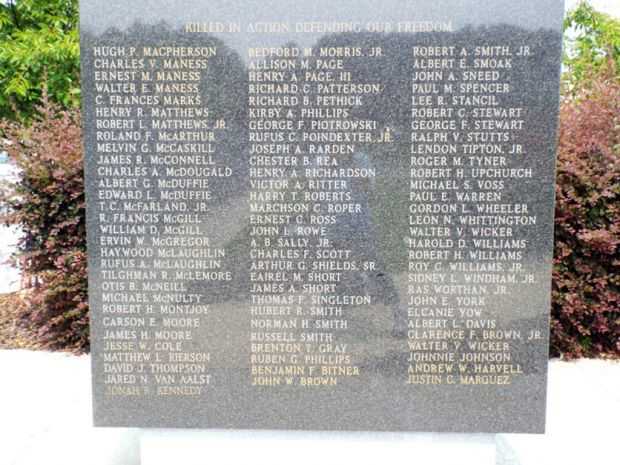 KILLED IN ACTION DEFENDING OUR FREEDOM
HUGH P. MACPHERSON
CHARLES V. MANESS
ERNEST M. MANESS
WALTER E. MANESS
C. FRANCES MARKS
HENRY R. MATTHEWS
ROBERT L. MATTHEWS, JR.
ROLAND F. McARTHUR
MELVIN G. McCASKILL
JAMES R. McCONNELL
CHARLES A. McDOUGALD
ALBERT G. McDUFFIE
EDWARD L. McDUFFIE
T. C. McFARLAND, JR.
R. FRANCIS McGILL
WILLIAM D. McGILL
ERVIN W. McGREGOR
HAYWOOD McLAUGHLIN
RUFUS A. McLAUGHLIN
TILGHMAN R. McLEMORE
OTIS B. McNEILL
MICHAEL McNULTY
ROBERT H. MONTJOY
CARSON E. MOORE
JAMES H. MOORE
JESSE W. COLE
MATTHEW L. RIERSON
DAVID J. THOMPSON
JARED N. VAN AALST
JONAH R. KENNEDY
BEDFORD M. MORRIS, JR.
ALLISON M. PAGE
HENRY A. PAGE, III
RICHARD C. PATTERSON
RICHARD B. PETHICK
KIRBY A. PHILLIPS
GEORGE F. PIOTROWSKI
RUFUS C. POINDEXTER, JR.
JOSEPH A. RARDEN
CHESTER B. REA
HENRY A. RICHARDSON
VICTOR A. RITTER
HARRY T. ROBERTS
MARCHSON C. ROPER
ERNEST C. ROSS
JOHN L. ROWE
A. B. SALLY, JR.
CHARLES F. SCOTT
ARTHUR G. SHIELDS, SR.
EAREL M. SHORT
JAMES A. SHORT
THOMAS F. SINGLETON
HUBERT R. SMITH
NORMAN H. SMITH
RUSSELL SMITH
BRENTON T. GRAY
RUBEN G. PHILLIPS
BENJAMIN F. BITNER
JOHN W. BROWN
ROBERT A. SMITH, JR.
ALBERT E. SMOAK
JOHN A. SNEED
PAUL M. SPENCER
LEE R. STANCIL
ROBERT C. STEWART
GEORGE F. STEWART
RALPH V. STUTTS
LENDON TIPTON, JR.
ROGER M. TYNER
ROBERT H. UPCHURCH
MICHAEL S. VOSS
PAUL E. WARREN
GORDON L. WHEELER
LEON N. WHITTINGTON
WALTER V. WICKER
HAROLD D. WILLIAMS
ROBERT H. WILLIAMS
ROY C. WILLIAMS, JR.
SIDNEY L. WINDHAM, JR.
RAS WORTHAN, JR.
JOHN E. YORK
ELCANIE YOW
ALBERT L. DAVIS
CLARENCE F. BROWN, JR.
WALTER V. WICKER
JOHNNIE JOHNSON
ANDREW W. HARVELL
JUSTIN C. MARQUEZ